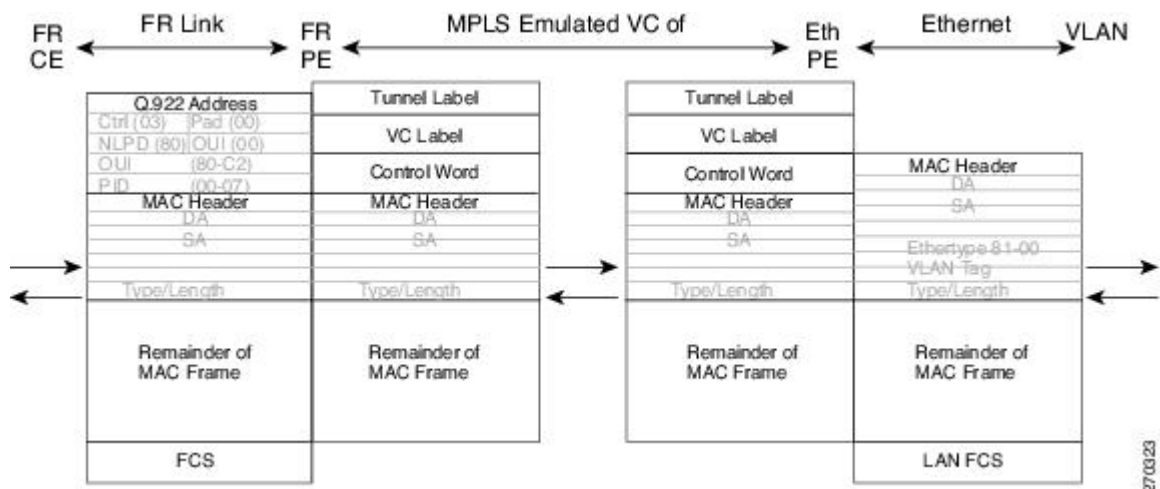 FR CE
FR Link
FR PE
MPLS Emulated VC of
Eth PE
Ethernet
VLAN
Q.922 Address
Ctrl (03) Pad (00)
NLPD (80) OUI (00)
OUI (80-C2)
PID (00-07)
MAC Header
DA
SA
Type/Length
Remainder of
MAC Frame
FCS
Tunnel Label
VC Label
Control Word
MAC Header
DA
SA
Type/Length
Remainder of
MAC Frame
Tunnel Label
VC Label
Control Word
MAC Header
DA
SA
Type/Length
Remainder of
MAC Frame
MAC Header
DA
SA
Ethertype 81-00
VLAN Tag
Type/Length
Remainder of
MAC Frame
LAN FCS
270323